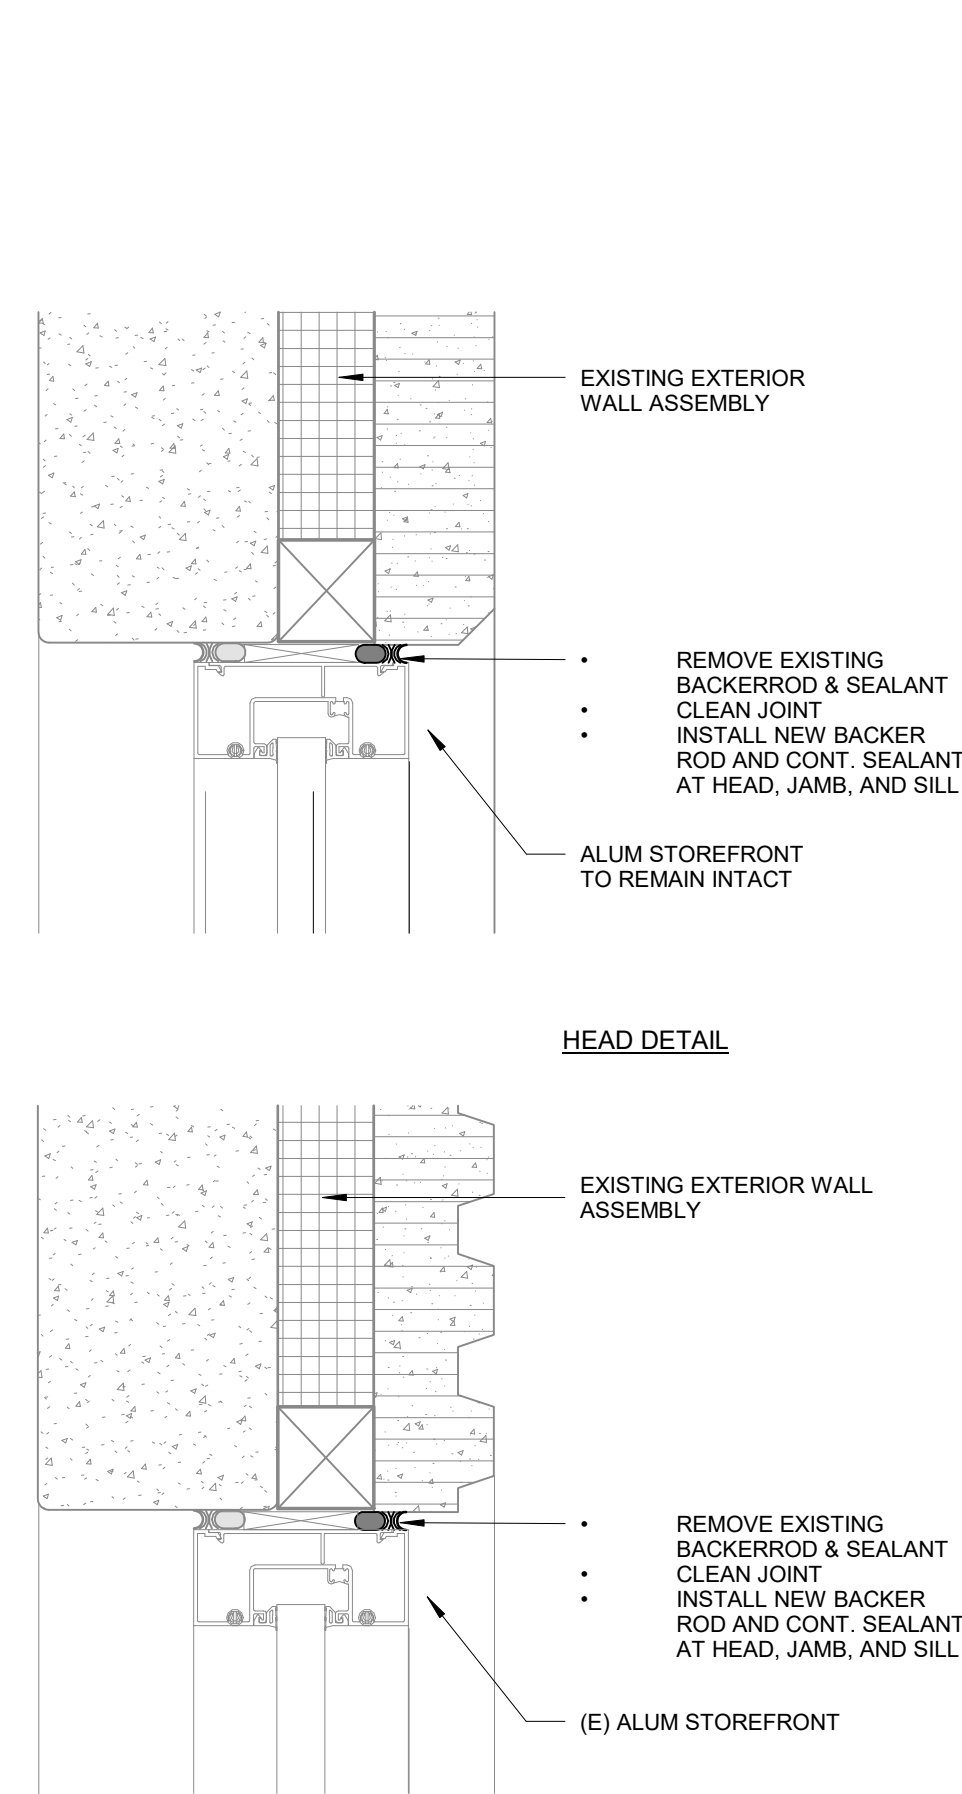 EXISTING EXTERIOR
WALL ASSEMBLY
• REMOVE EXISTING
BACKERROD & SEALANT
• CLEAN JOINT
• INSTALL NEW BACKER
ROD AND CONT. SEALANT
AT HEAD, JAMB, AND SILL
ALUM STOREFRONT
TO REMAIN INTACT
HEAD DETAIL
EXISTING EXTERIOR WALL
ASSEMBLY
• REMOVE EXISTING
BACKERROD & SEALANT
• CLEAN JOINT
• INSTALL NEW BACKER
ROD AND CONT. SEALANT
AT HEAD, JAMB, AND SILL
(E) ALUM STOREFRONT